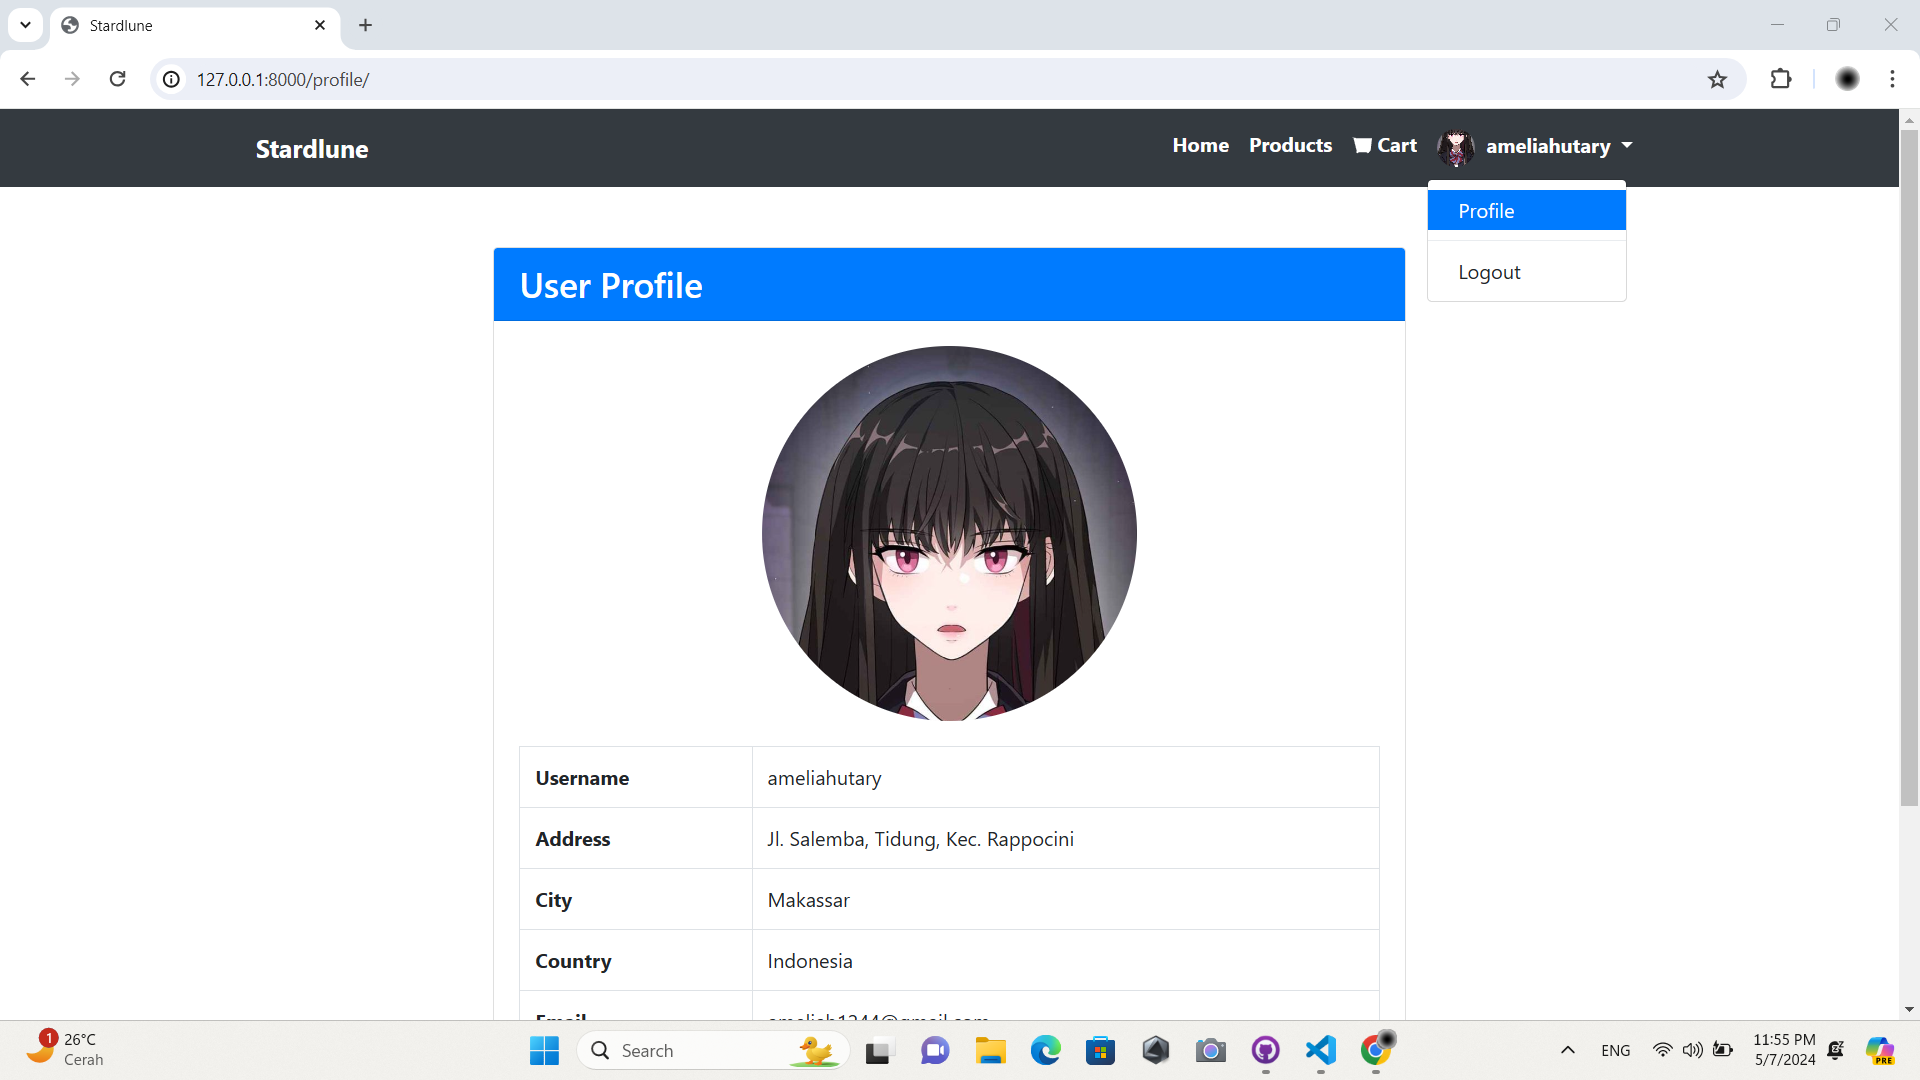 Stardlune
127.0.0.1:8000/profile/
Stardlune
Home Products Cart ameliahutary
Profile
Logout
User Profile
Username ameliahutary
Address Jl. Salemba, Tidung, Kec. Rappocini
City Makassar
Country Indonesia
Email
1
26°C
Cerah
Search
ENG
11:55 PM
5/7/2024
PRE